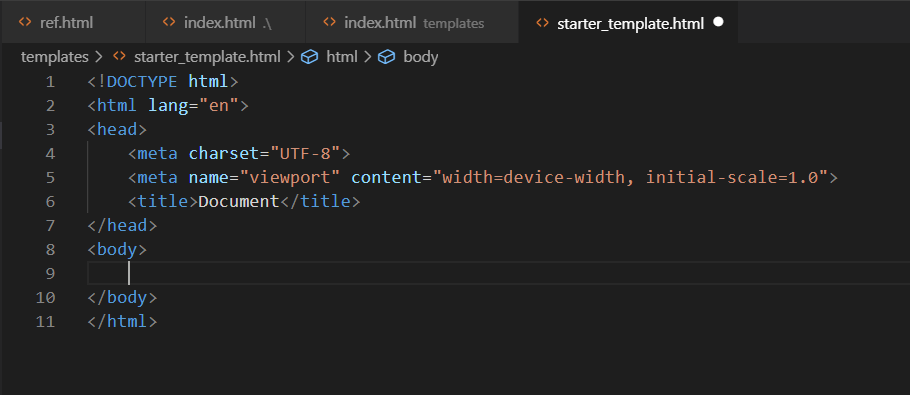 ref.html index.html .\ index.html templates starter_template.html
templates > starter_template.html > html > body
1 <!DOCTYPE html>
2 <html lang="en">
3 <head>
4     <meta charset="UTF-8">
5     <meta name="viewport" content="width=device-width, initial-scale=1.0">
6     <title>Document</title>
7 </head>
8 <body>
9
10 </body>
11 </html>